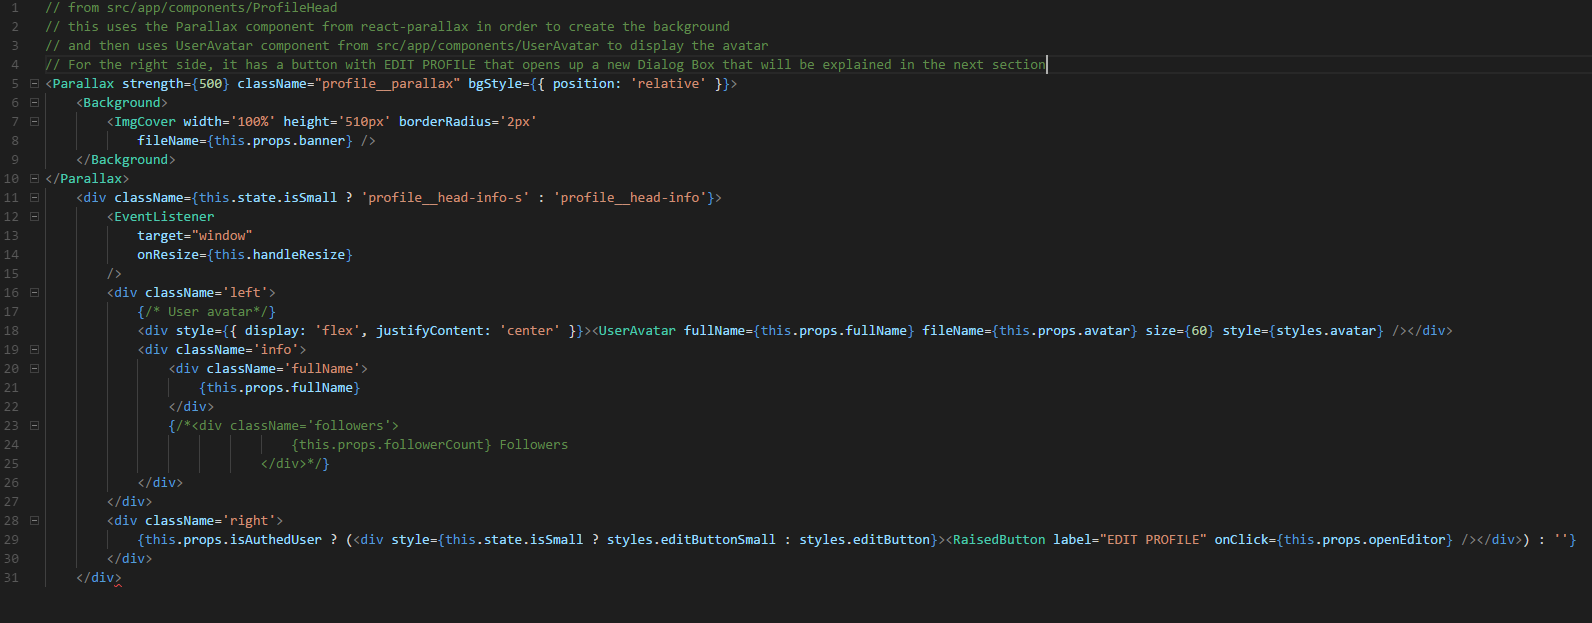 1 // from src/app/components/ProfileHead
2 // this uses the Parallax component from react-parallax in order to create the background
3 // and then uses UserAvatar component from src/app/components/UserAvatar to display the avatar
4 // For the right side, it has a button with EDIT PROFILE that opens up a new Dialog Box that will be explained in the next section
5 <Parallax strength={500} className="profile__parallax" bgStyle={{ position: 'relative' }}>
6 <Background>
7 <ImgCover width='100%' height='510px' borderRadius='2px'
8 fileName={this.props.banner} />
9 </Background>
10 </Parallax>
11 <div className={this.state.isSmall ? 'profile__head-info-s' : 'profile__head-info'}>
12 <EventListener
13 target="window"
14 onResize={this.handleResize}
15 />
16 <div className='left'>
17 {/* User avatar*/}
18 <div style={{ display: 'flex', justifyContent: 'center' }}><UserAvatar fullName={this.props.fullName} fileName={this.props.avatar} size={60} style={styles.avatar} /></div>
19 <div className='info'>
20 <div className='fullName'>
21 {this.props.fullName}
22 </div>
23 {/*<div className='followers'>
24 {this.props.followerCount} Followers
25 </div>*/}
26 </div>
27 </div>
28 <div className='right'>
29 {this.props.isAuthedUser ? (<div style={this.state.isSmall ? styles.editButtonSmall : styles.editButton}><RaisedButton label="EDIT PROFILE" onClick={this.props.openEditor} /></div>) : ''}
30 </div>
31 </div>